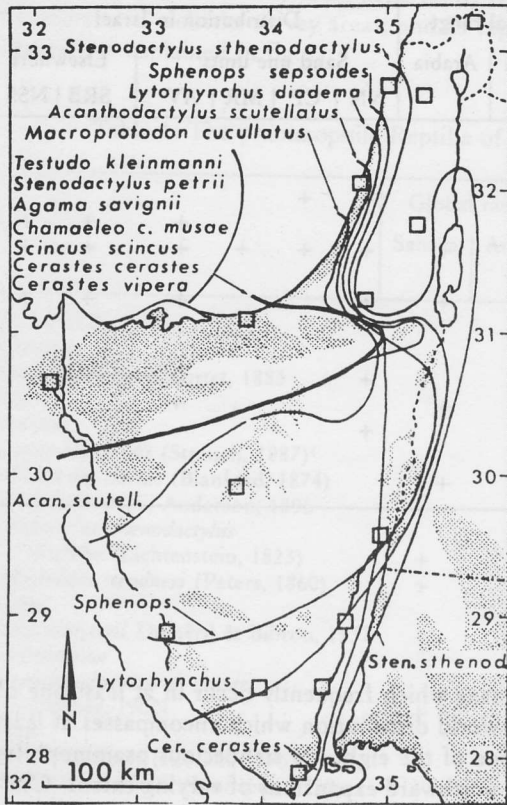 32 33 34 35
33
Stenodactylus sthenodactylus
Sphenops sepsoides
Lytorhynchus diadema
Acanthodactylus scutellatus
Macroprotodon cucullatus
Testudo kleinmanni
Stenodactylus petrii
Agama savignii
Chamaeleo c. musae
Scincus scincus
Cerastes cerastes
Cerastes vipera
32
31
30
30
Acan. scutell.
29
29
Sphenops
Lytorhynchus
Sten. sthenod
Cer. cerastes
N
28
28
32 100 km 35